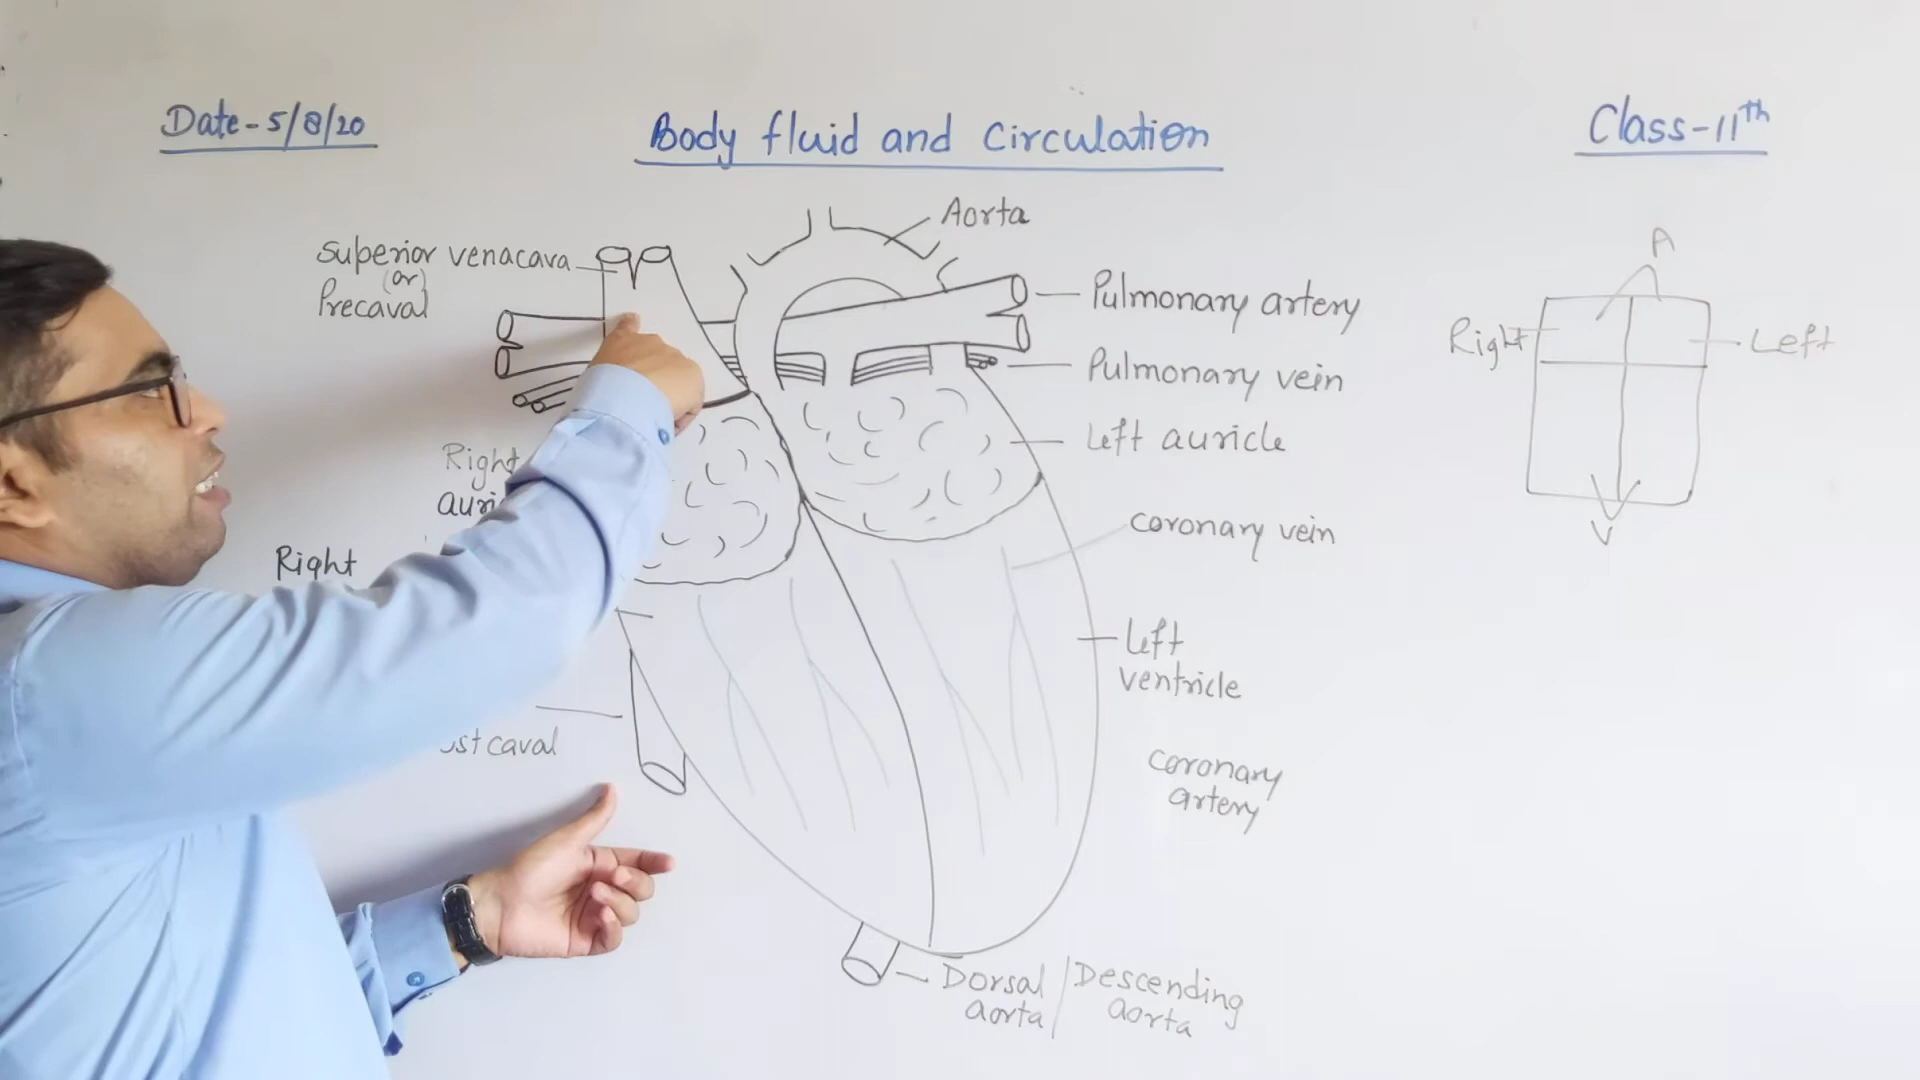 Date-5/8/20
Body fluid and Circulation
Class-11th
Aorta
Superior venacava
(or)
Precaval
Pulmonary artery
Pulmonary vein
Left auricle
Right
Right
coronary vein
Left
ventricle
coronary
artery
Dorsal / Descending
aorta / aorta
A
Right
Left
V